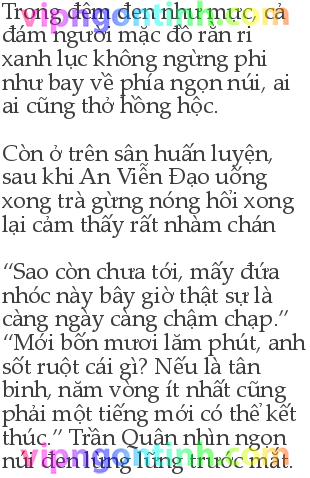 Trong đêm đen như mực, cả
đám người mặc đồ rằn ri
xanh lục không ngừng phi
như bay về phía ngọn núi, ai
ai cũng thở hồng hộc.
Còn ở trên sân huấn luyện,
sau khi An Viễn Đạo uống
xong trà gừng nóng hổi xong
lại cảm thấy rất nhàm chán
“Sao còn chưa tới, mấy đứa
nhóc này bây giờ thật sự là
càng ngày càng chậm chạp.”
“Mới bốn mươi lăm phút, anh
sốt ruột cái gì? Nếu là tân
binh, năm vòng ít nhất cũng
phải một tiếng mới có thể kết
thúc.” Trần Quân nhìn ngọn
núi đen lừng lững trước mắt.
vipngontinh.com
vipngontinh.com